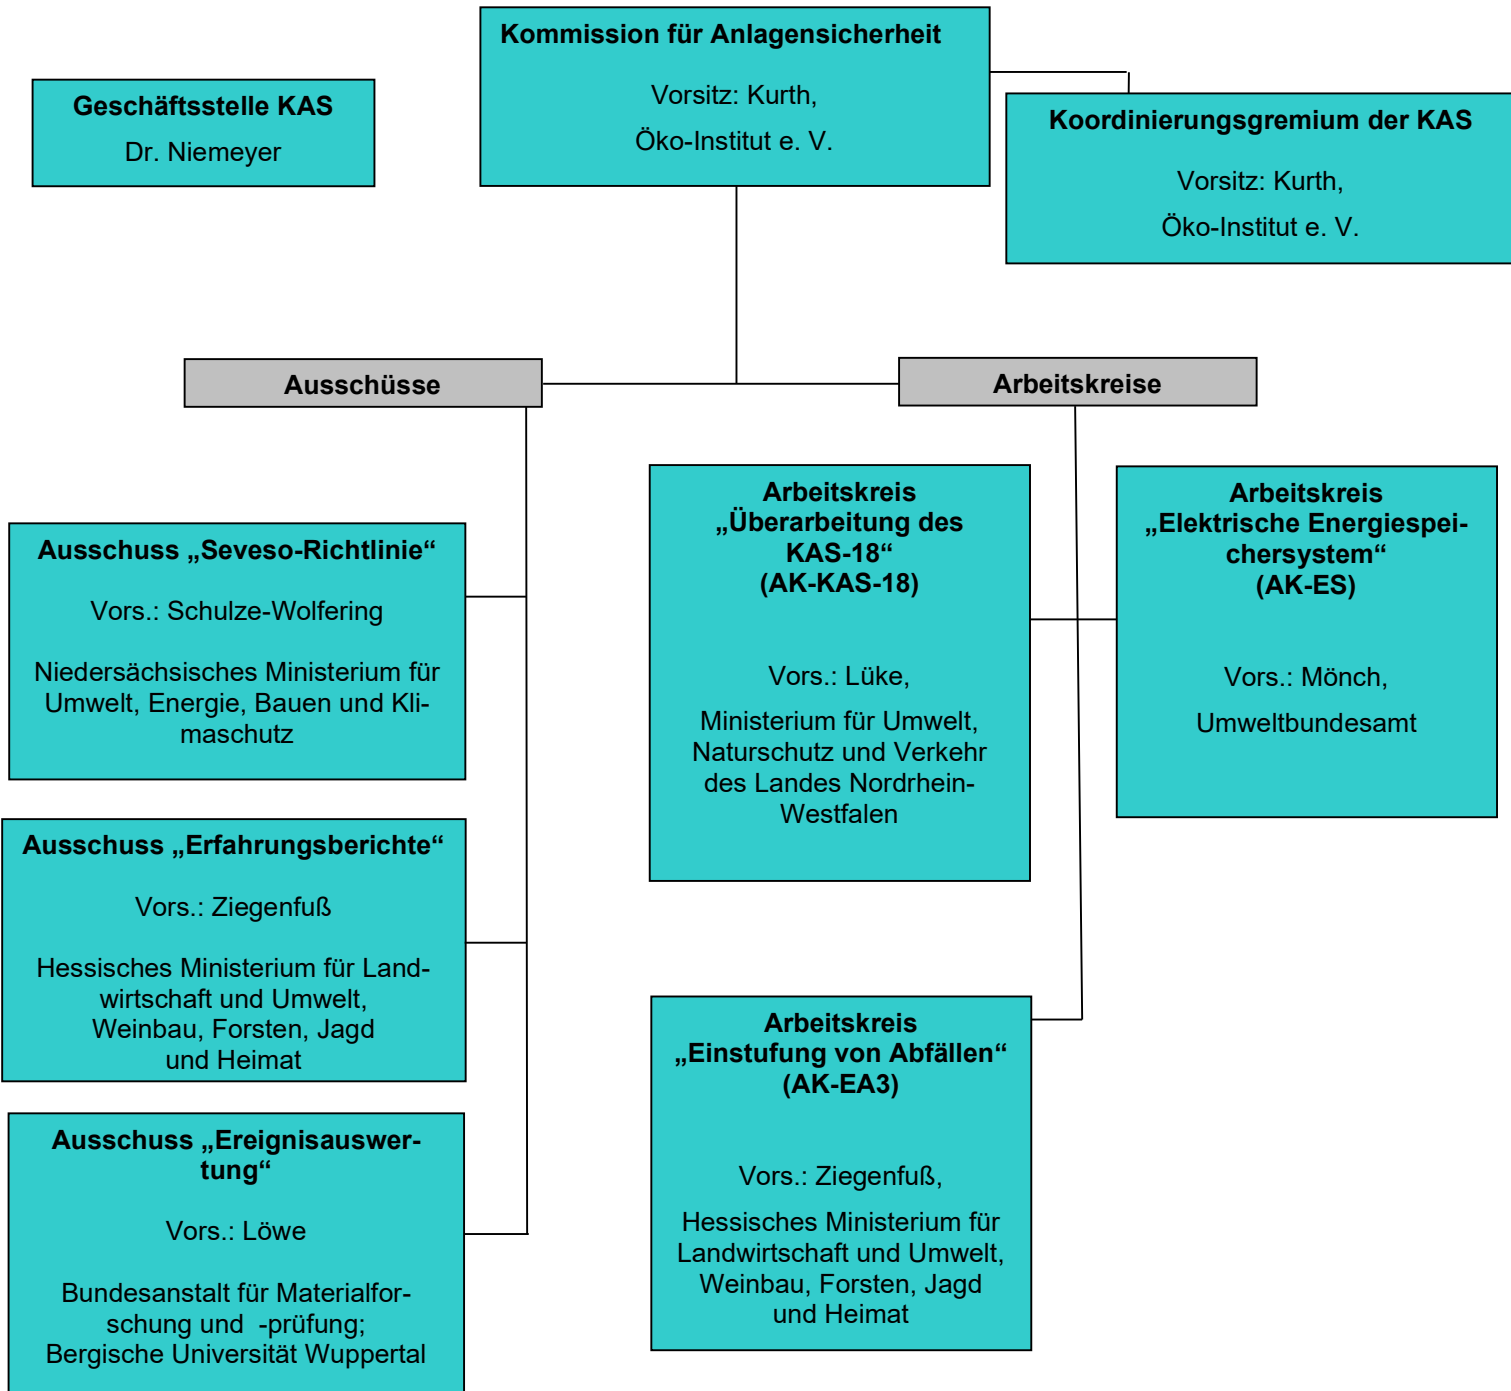 Kommission für Anlagensicherheit
Vorsitz: Kurth,
Öko-Institut e. V.
Geschäftsstelle KAS
Dr. Niemeyer
Koordinierungsgremium der KAS
Vorsitz: Kurth,
Öko-Institut e. V.
Ausschüsse
Arbeitskreise
Ausschuss „Seveso-Richtlinie“
Vors.: Schulze-Wolfering
Niedersächsisches Ministerium für
Umwelt, Energie, Bauen und Kli-
maschutz
Ausschuss „Erfahrungsberichte“
Vors.: Ziegenfuß
Hessisches Ministerium für Land-
wirtschaft und Umwelt,
Weinbau, Forsten, Jagd
und Heimat
Ausschuss „Ereignisauswer-
tung“
Vors.: Löwe
Bundesanstalt für Materialfor-
schung und -prüfung;
Bergische Universität Wuppertal
Arbeitskreis
„Überarbeitung des
KAS-18“
(AK-KAS-18)
Vors.: Lüke,
Ministerium für Umwelt,
Naturschutz und Verkehr
des Landes Nordrhein-
Westfalen
Arbeitskreis
„Elektrische Energiespei-
chersystem“
(AK-ES)
Vors.: Mönch,
Umweltbundesamt
Arbeitskreis
„Einstufung von Abfällen“
(AK-EA3)
Vors.: Ziegenfuß,
Hessisches Ministerium für
Landwirtschaft und Umwelt,
Weinbau, Forsten, Jagd
und Heimat